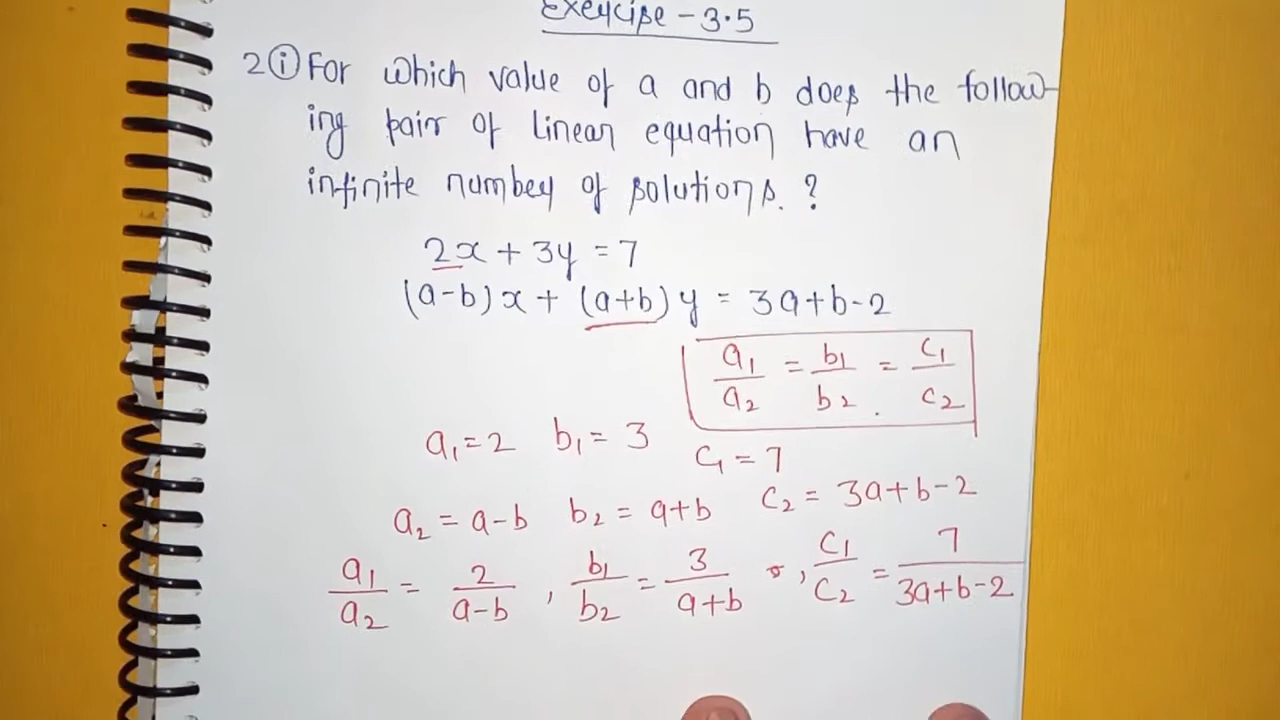 Exercise - 3.5
2 (i) For which value of a and b does the follow-
ing pair of linear equation have an
infinite number of solutions. ?
2x + 3y = 7
(a-b)x + (a+b)y = 3a+b-2
a₁/a₂ = b₁/b₂ = c₁/c₂
a₁=2 b₁= 3 c₁ = 7
a₂ = a-b b₂ = a+b c₂ = 3a+b-2
a₁/a₂ = 2/a-b , b₁/b₂ = 3/a+b , c₁/c₂ = 7/3a+b-2